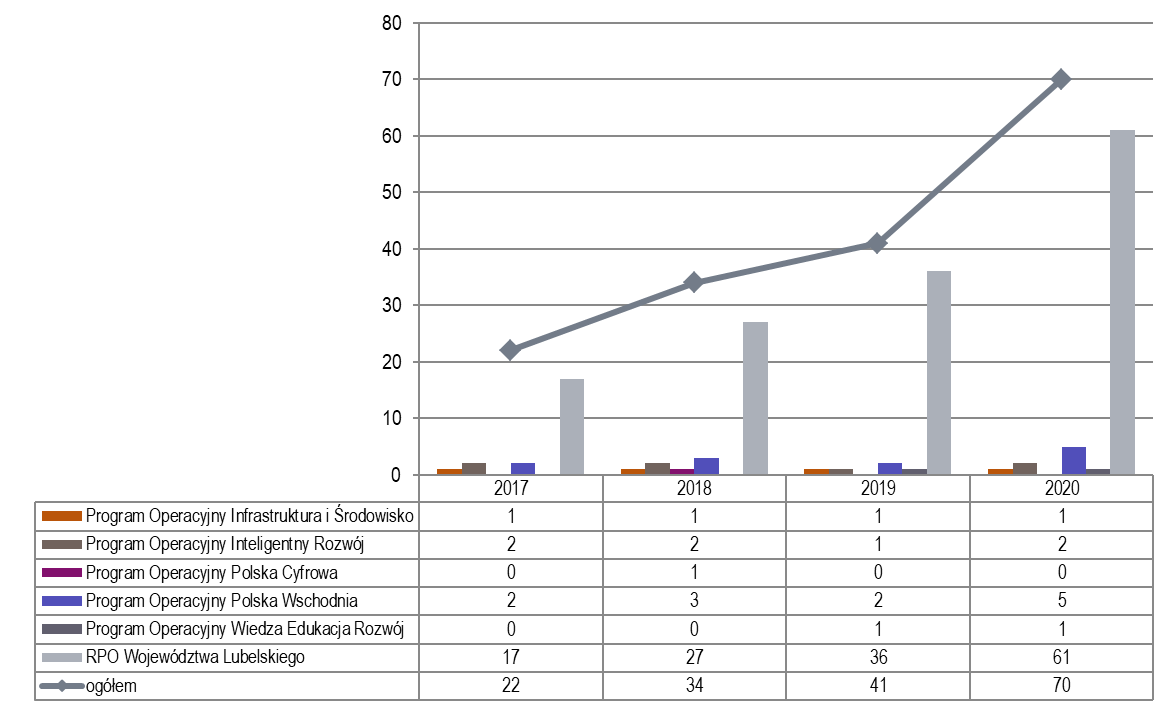 80
70
60
50
40
30
20
10
0
2017 2018 2019 2020
Program Operacyjny Infrastruktura i Środowisko 1 1 1 1
Program Operacyjny Inteligentny Rozwój 2 2 1 2
Program Operacyjny Polska Cyfrowa 0 1 0 0
Program Operacyjny Polska Wschodnia 2 3 2 5
Program Operacyjny Wiedza Edukacja Rozwój 0 0 1 1
RPO Województwa Lubelskiego 17 27 36 61
ogółem 22 34 41 70